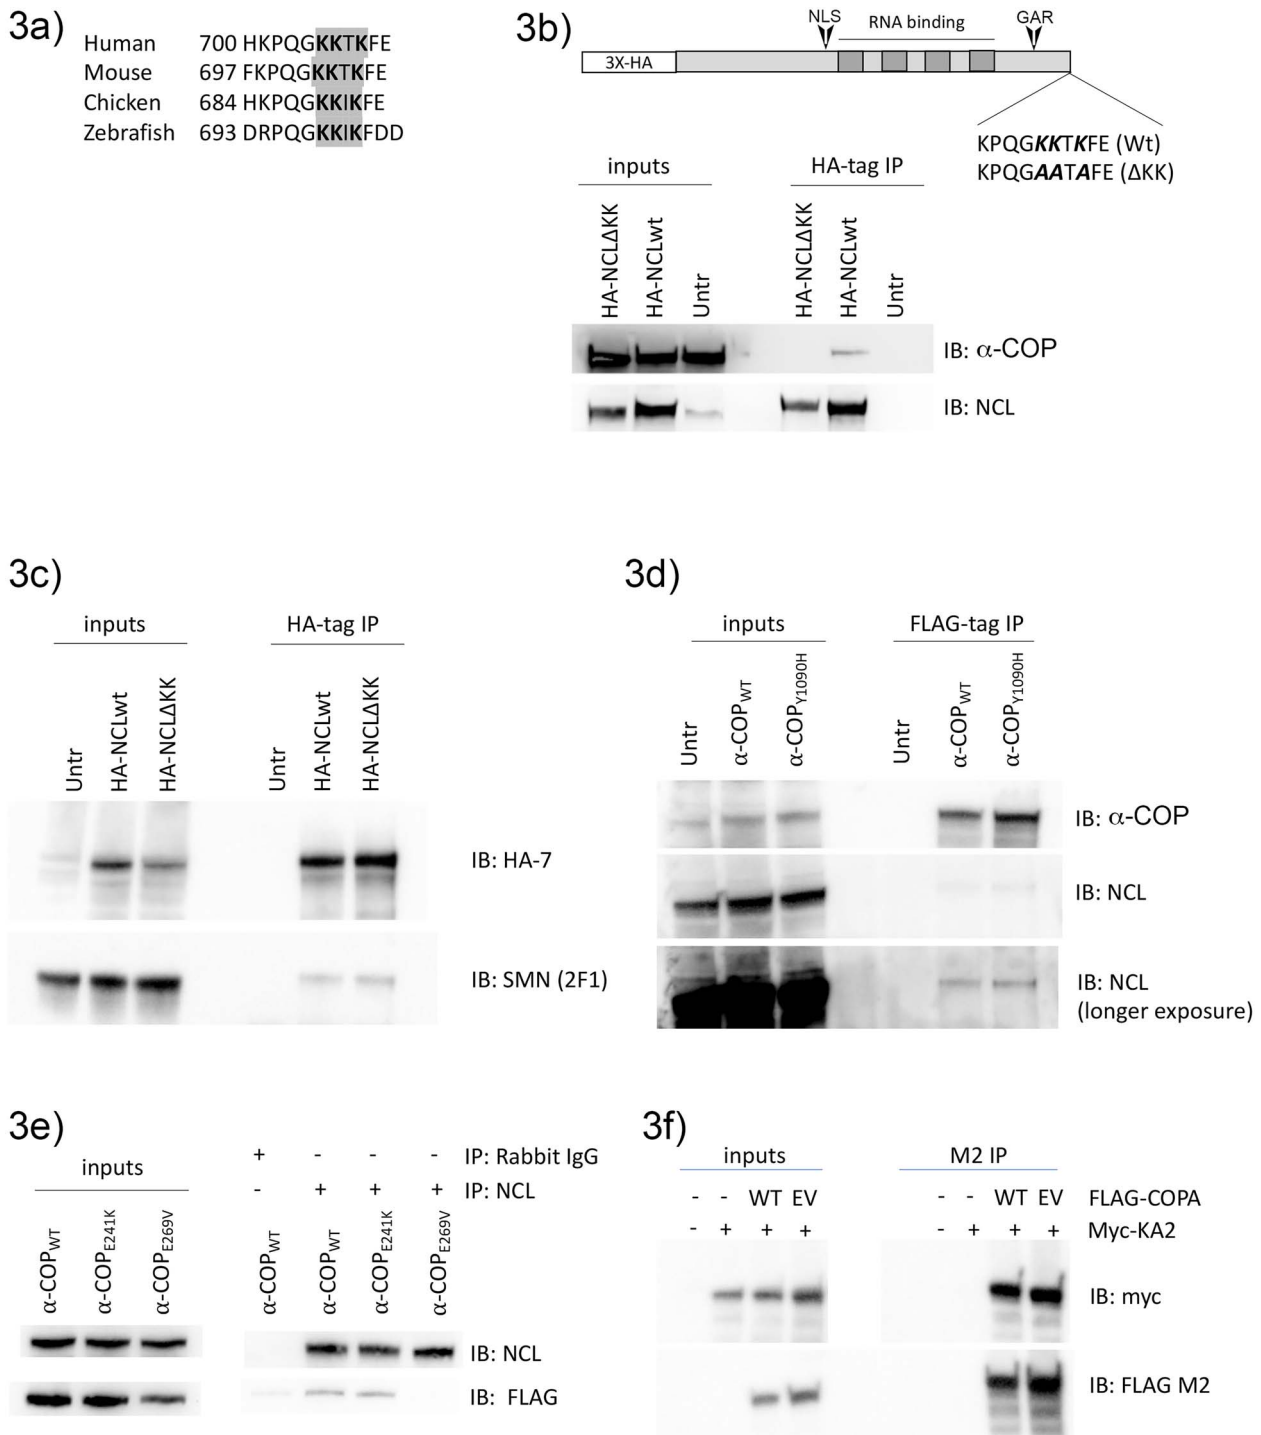 3a)
Human 700 HKPQGKKTKFE
Mouse 697 FKPQGKKTKFE
Chicken 684 HKPQGKKIKFE
Zebrafish 693 DRPQGKKIKFDD
3b)
NLS RNA binding GAR
3X-HA
KPQGKKTKFE (Wt)
KPQGAATAFE (ΔKK)
inputs HA-tag IP
HA-NCLΔKK HA-NCLwt Untr HA-NCLΔKK HA-NCLwt Untr
IB: α-COP
IB: NCL
3c)
inputs HA-tag IP
Untr HA-NCLwt HA-NCLΔKK Untr HA-NCLwt HA-NCLΔKK
IB: HA-7
IB: SMN (2F1)
3d)
inputs FLAG-tag IP
Untr α-COPWT α-COPY1090H Untr α-COPWT α-COPY1090H
IB: α-COP
IB: NCL
IB: NCL
(longer exposure)
3e)
inputs
+ - - - IP: Rabbit IgG
- + + + IP: NCL
α-COPWT α-COPE241K α-COPE269V α-COPWT α-COPWT α-COPE241K α-COPE269V
IB: NCL
IB: FLAG
3f)
inputs M2 IP
- - WT EV - - WT EV FLAG-COPA
- + + + - + + + Myc-KA2
IB: myc
IB: FLAG M2